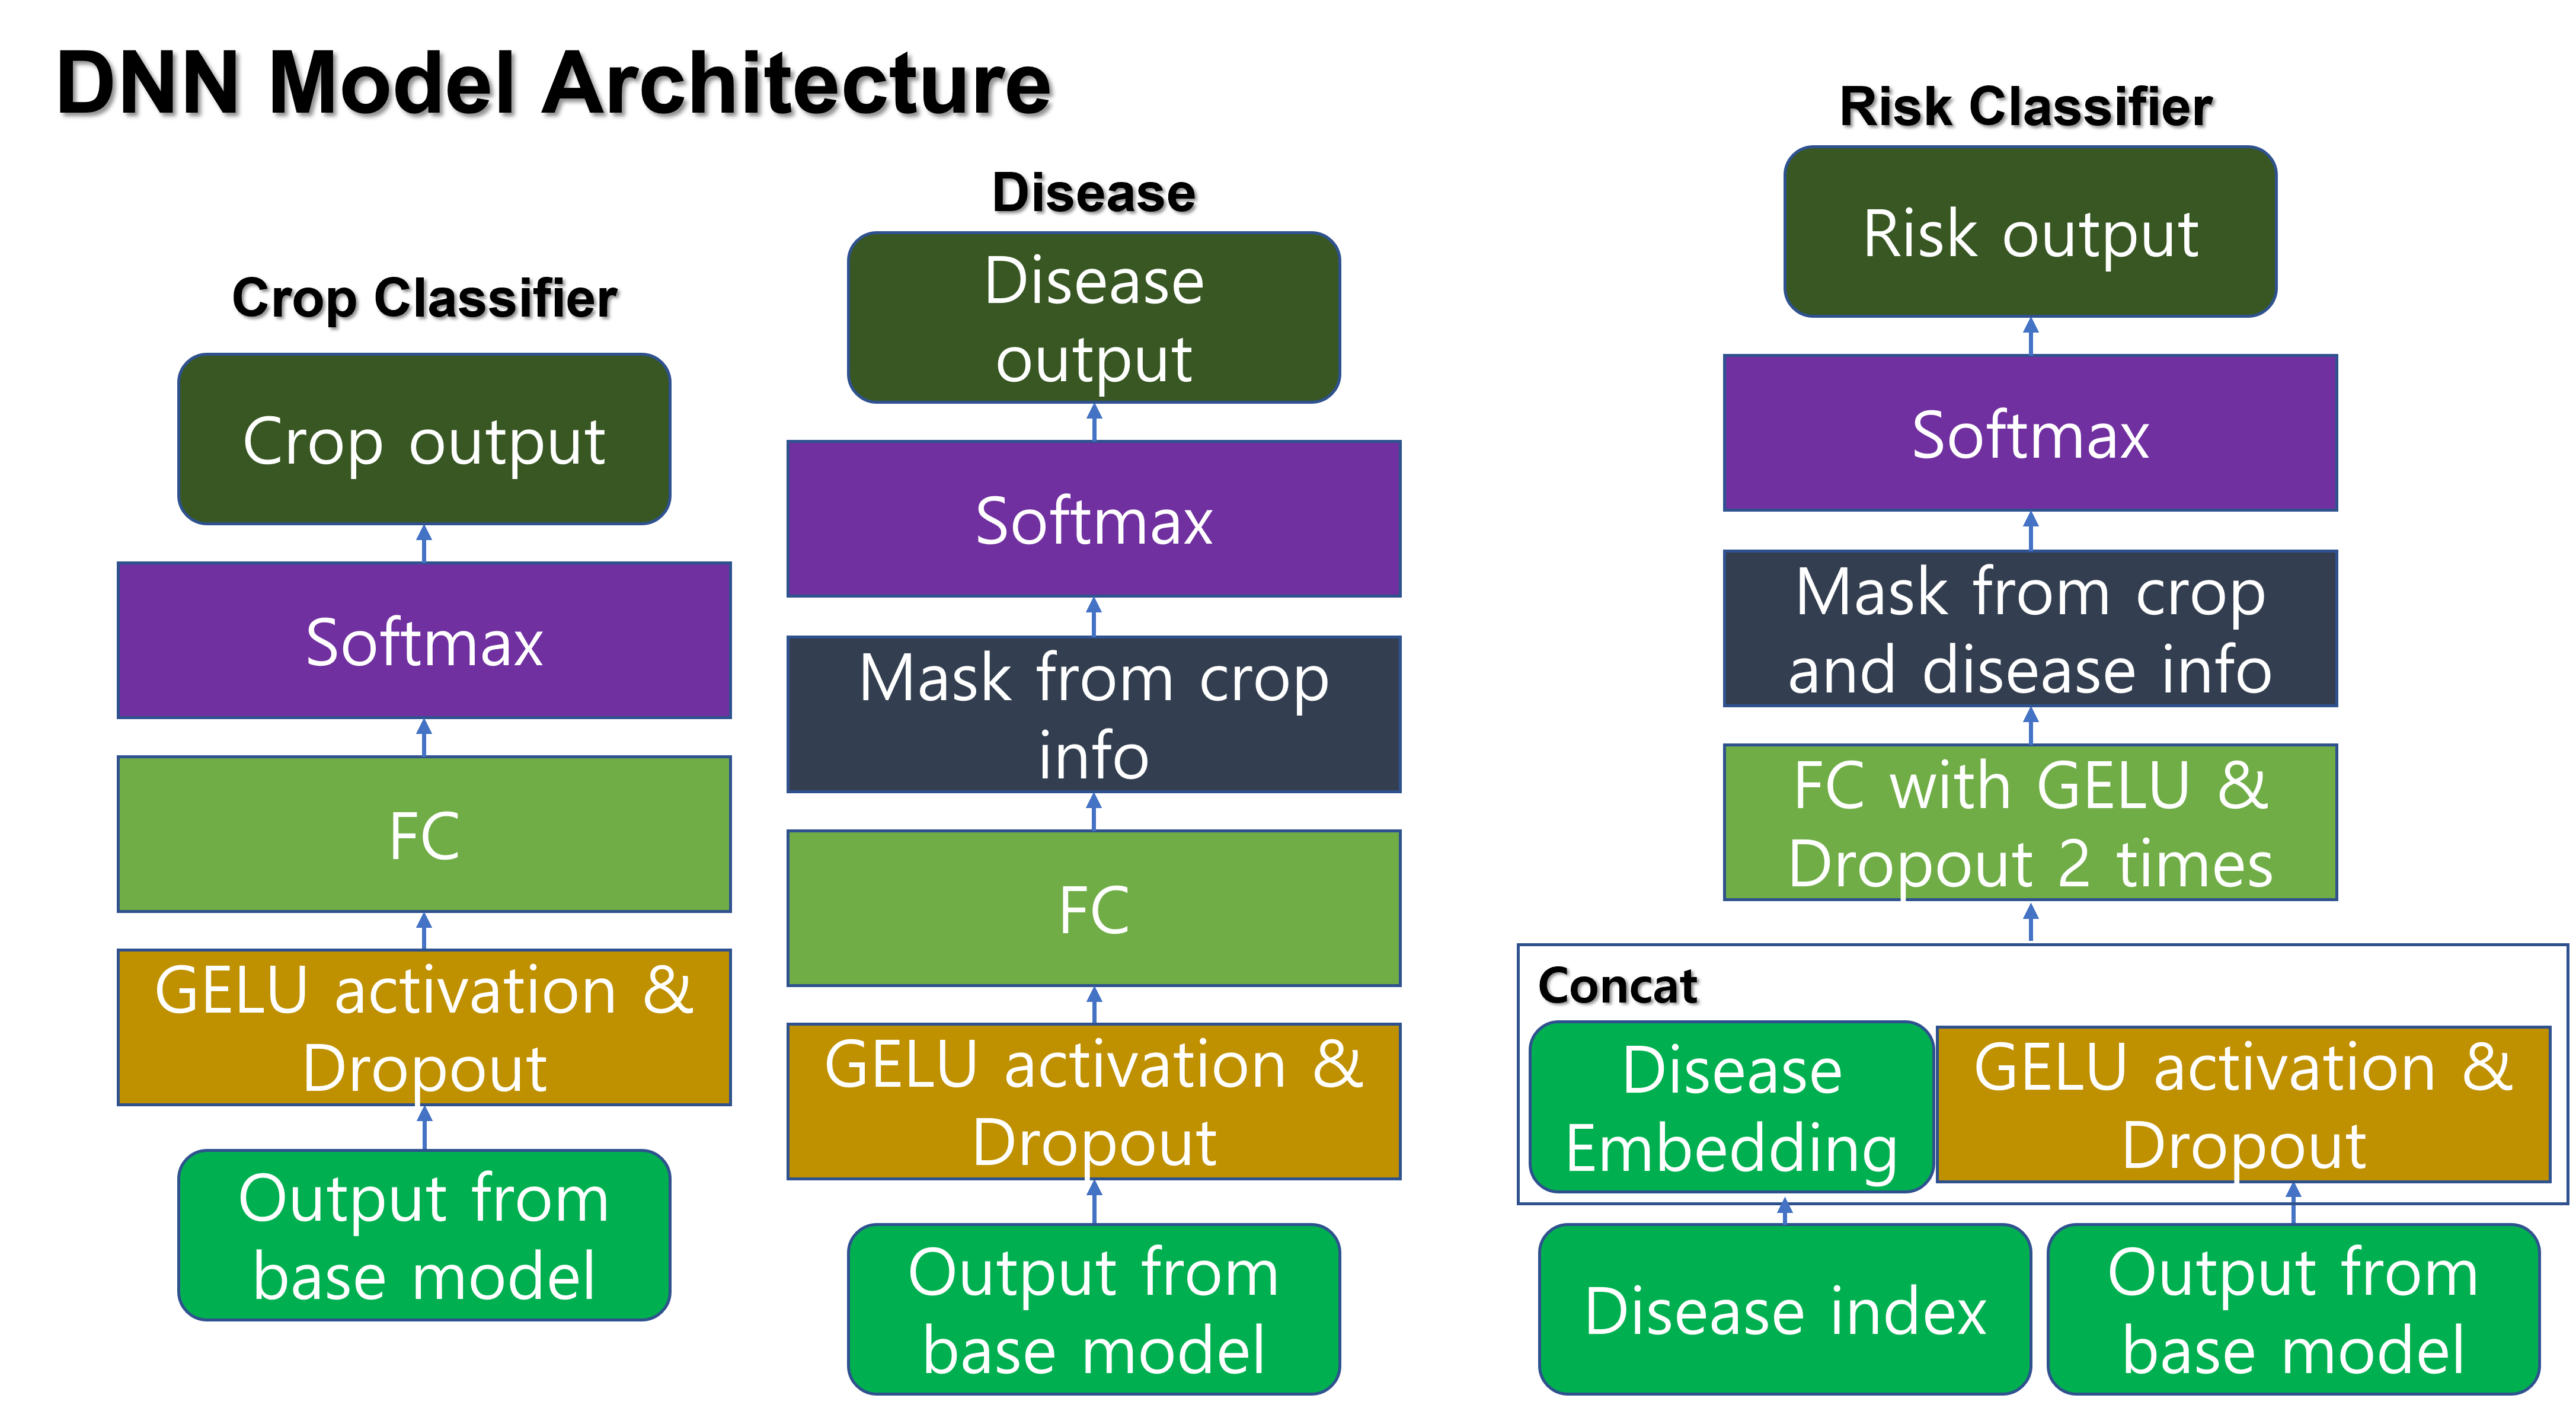 DNN Model Architecture
Crop Classifier
Crop output
Softmax
FC
GELU activation &
Dropout
Output from
base model
Disease
Disease
output
Softmax
Mask from crop
info
FC
GELU activation &
Dropout
Output from
base model
Risk Classifier
Risk output
Softmax
Mask from crop
and disease info
FC with GELU &
Dropout 2 times
Concat
Disease
Embedding
GELU activation &
Dropout
Disease index
Output from
base model